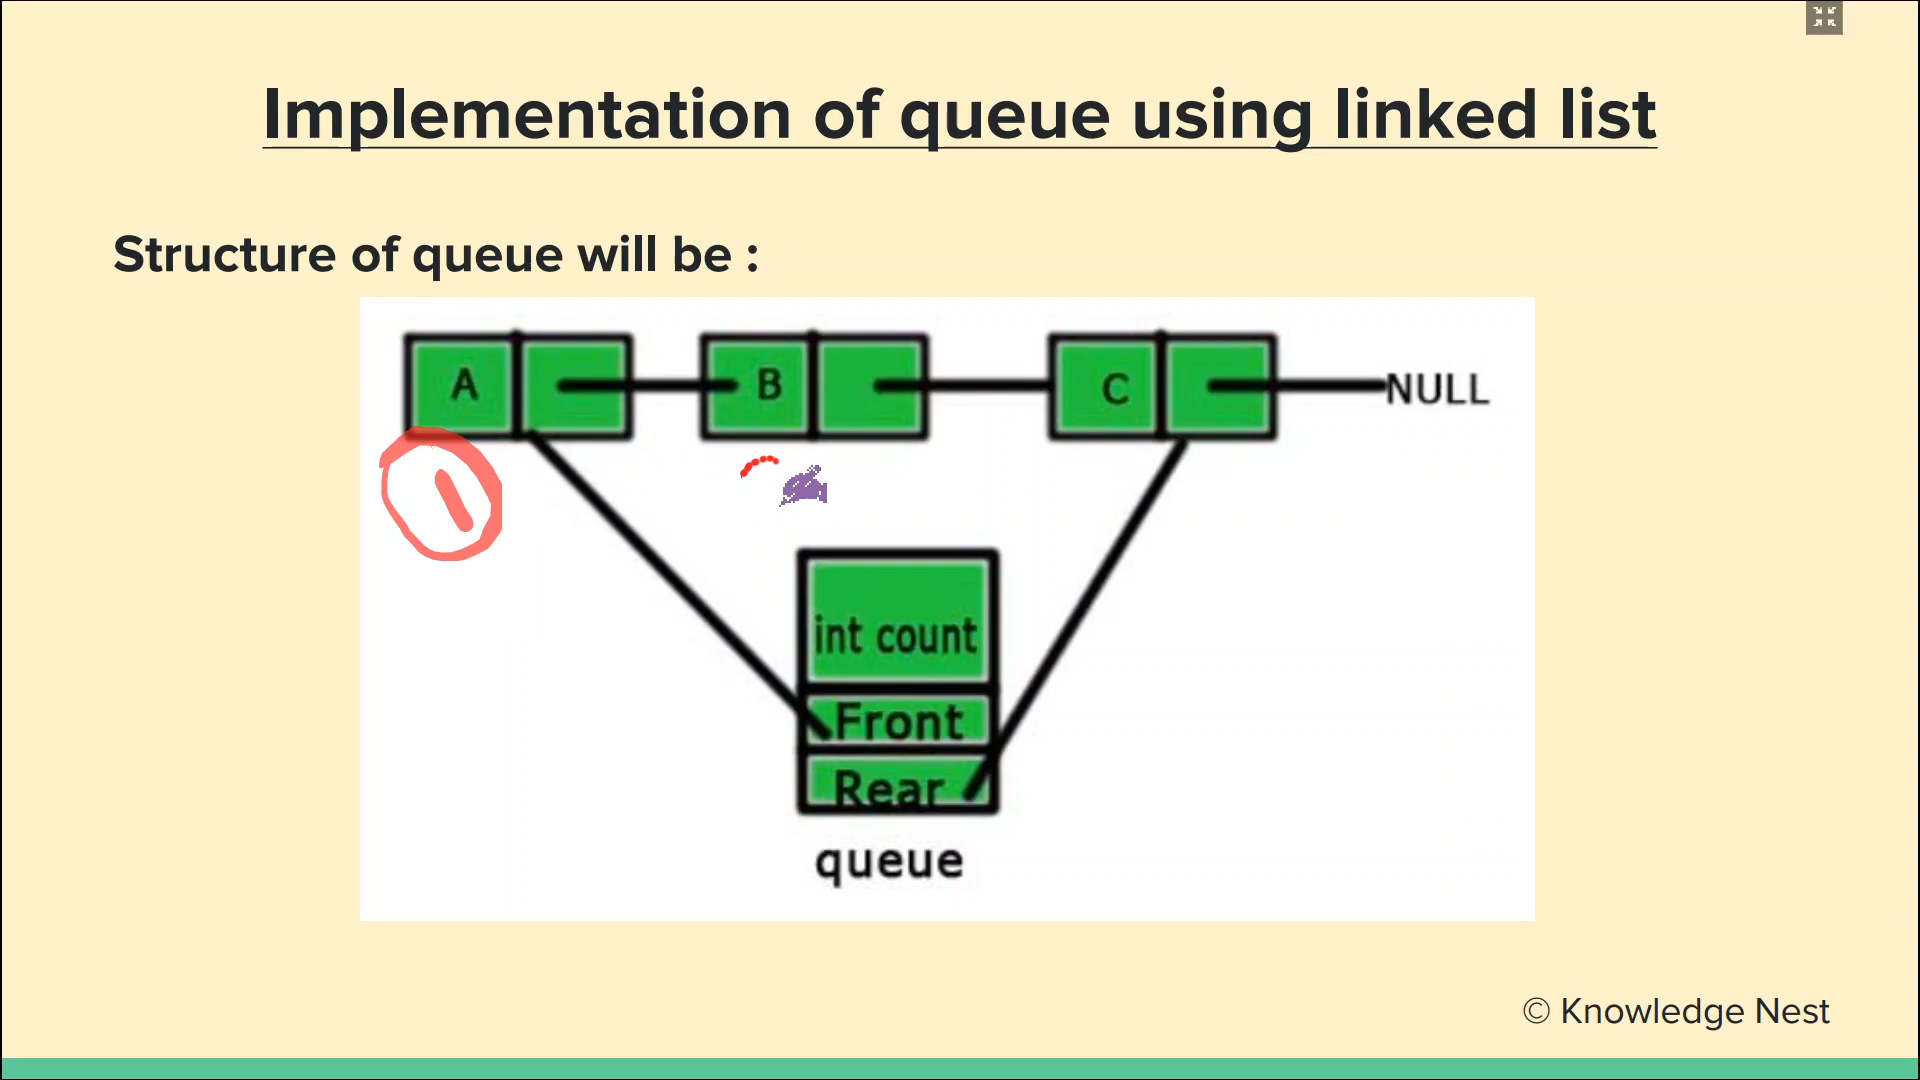 Implementation of queue using linked list
Structure of queue will be :
A B C NULL
1
int count
Front
Rear
queue
© Knowledge Nest